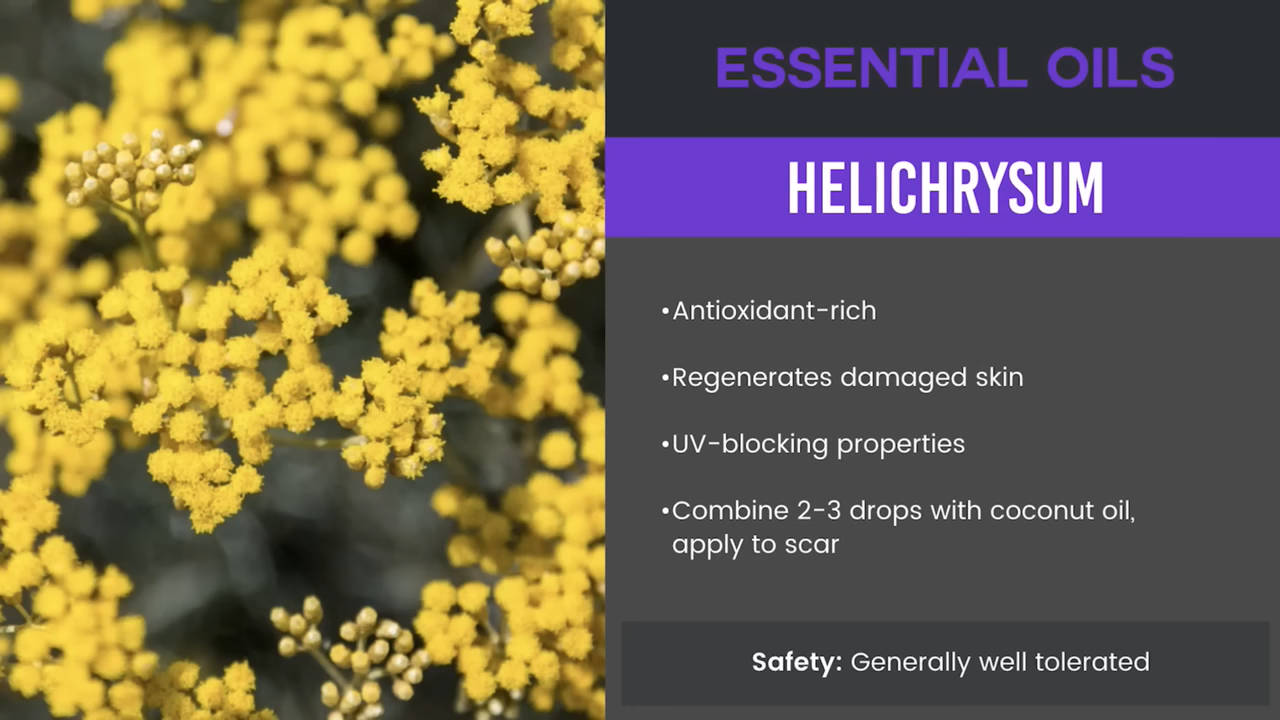 ESSENTIAL OILS
HELICHRYSUM
•Antioxidant-rich
•Regenerates damaged skin
•UV-blocking properties
•Combine 2-3 drops with coconut oil,
apply to scar
Safety: Generally well tolerated